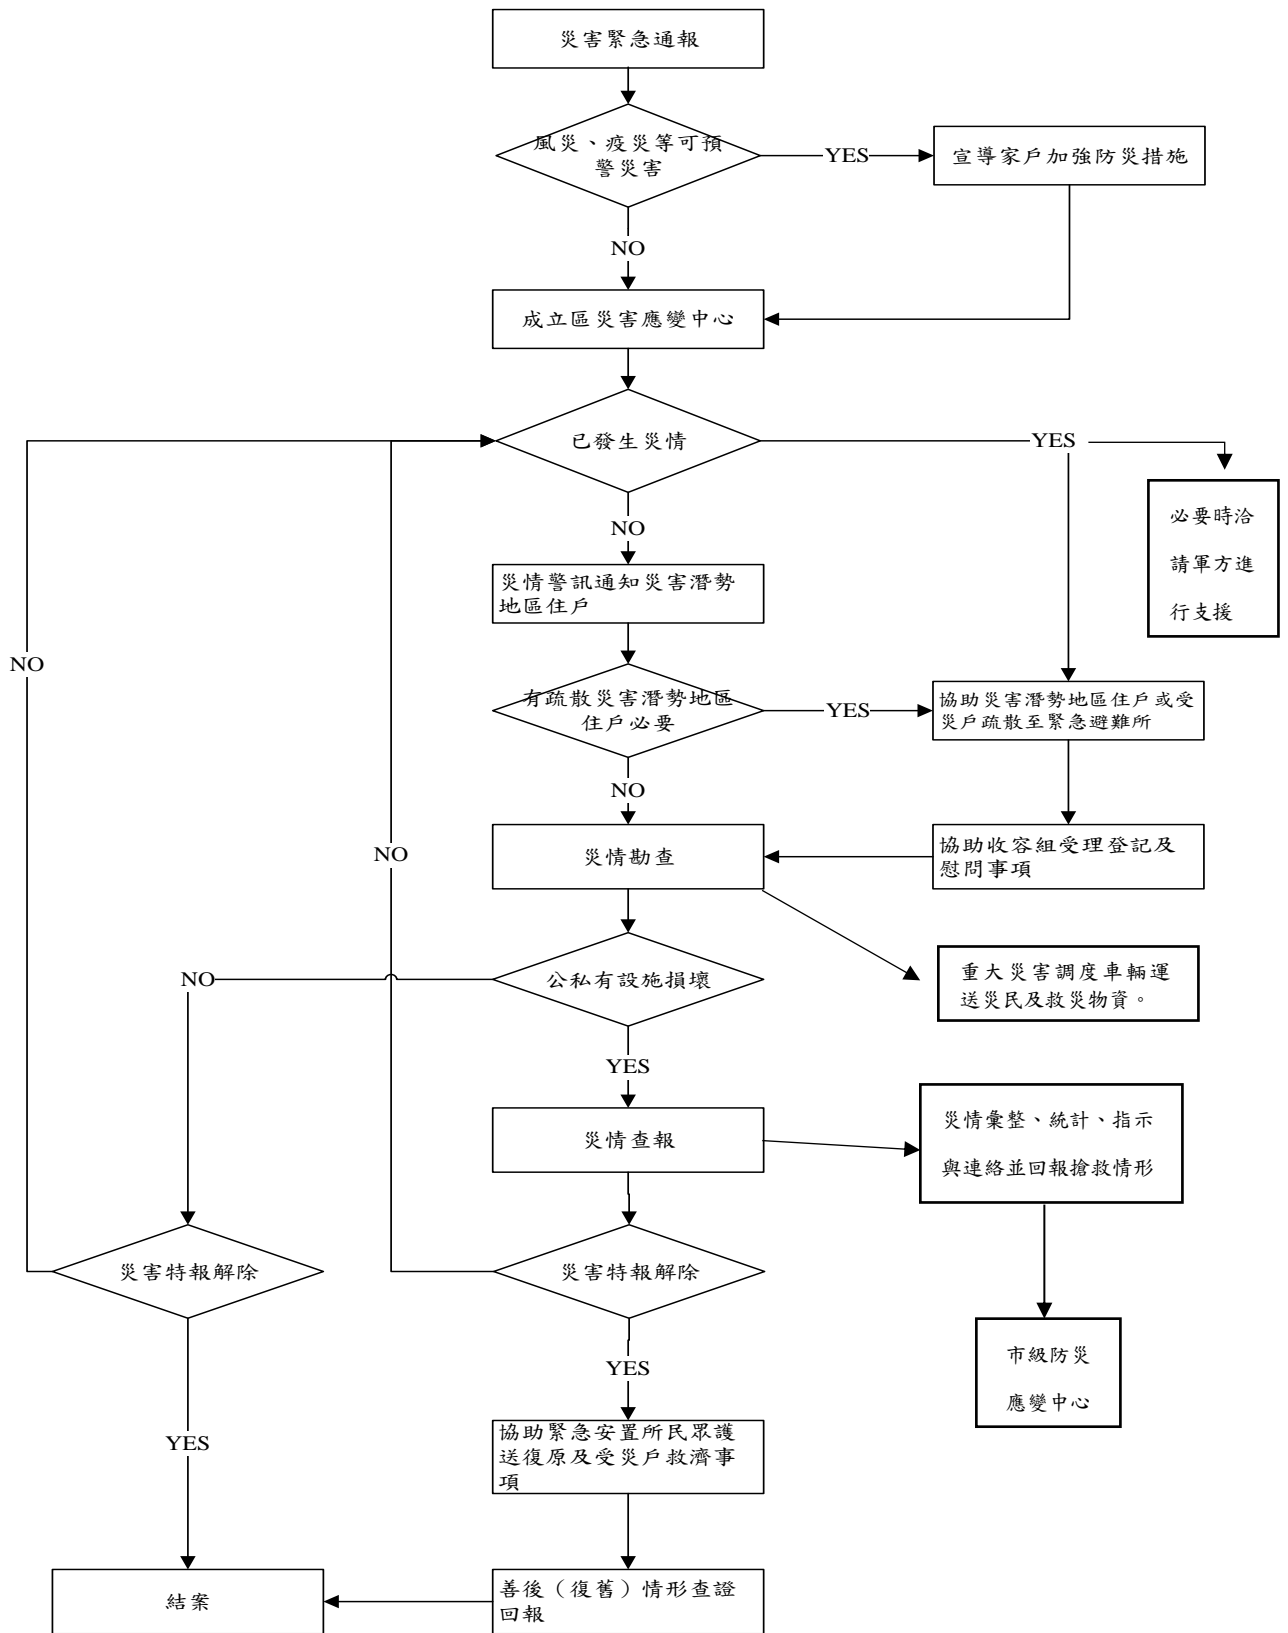 災害緊急通報
風災、疫災等可預
警災害
YES
宣導家戶加強防災措施
NO
成立區災害應變中心
已發生災情
YES
必要時洽
請軍方進
行支援
NO
災情警訊通知災害潛勢
地區住戶
NO
有疏散災害潛勢地區
住戶必要
YES
協助災害潛勢地區住戶或受
災戶疏散至緊急避難所
NO
災情勘查
NO
協助收容組受理登記及
慰問事項
NO
公私有設施損壞
重大災害調度車輛運
送災民及救災物資。
YES
災情查報
災情彙整、統計、指示
與連絡並回報搶救情形
災害特報解除
災害特報解除
市級防災
應變中心
YES
YES
協助緊急安置所民眾護
送復原及受災戶救濟事
項
結案
善後（復舊）情形查證
回報